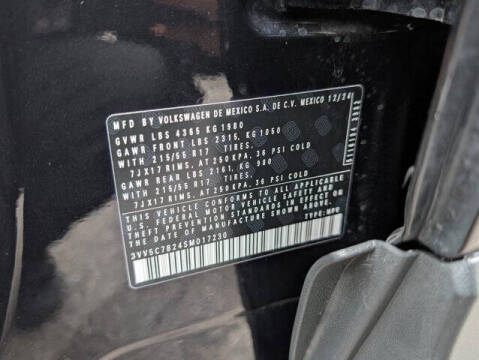 MFD BY VOLKSWAGEN DE MEXICO S.A. DE C.V. MEXICO 12/24
GVWR LBS 4365 KG 1980
GAWR FRONT LBS 2315, KG 1050
WITH 215/55 R17 TIRES,
7JX17 RIMS, AT 250 KPA, 36 PSI COLD
GAWR REAR LBS 2161, KG 980
WITH 215/55 R17 TIRES,
7JX17 RIMS, AT 250 KPA, 36 PSI COLD
THIS VEHICLE CONFORMS TO ALL APPLICABLE
U.S. FEDERAL MOTOR VEHICLE SAFETY AND
THEFT PREVENTION STANDARDS IN EFFECT
ON THE DATE OF MANUFACTURE SHOWN ABOVE.
3VV5C7B24SM017230 TYPE: MPV